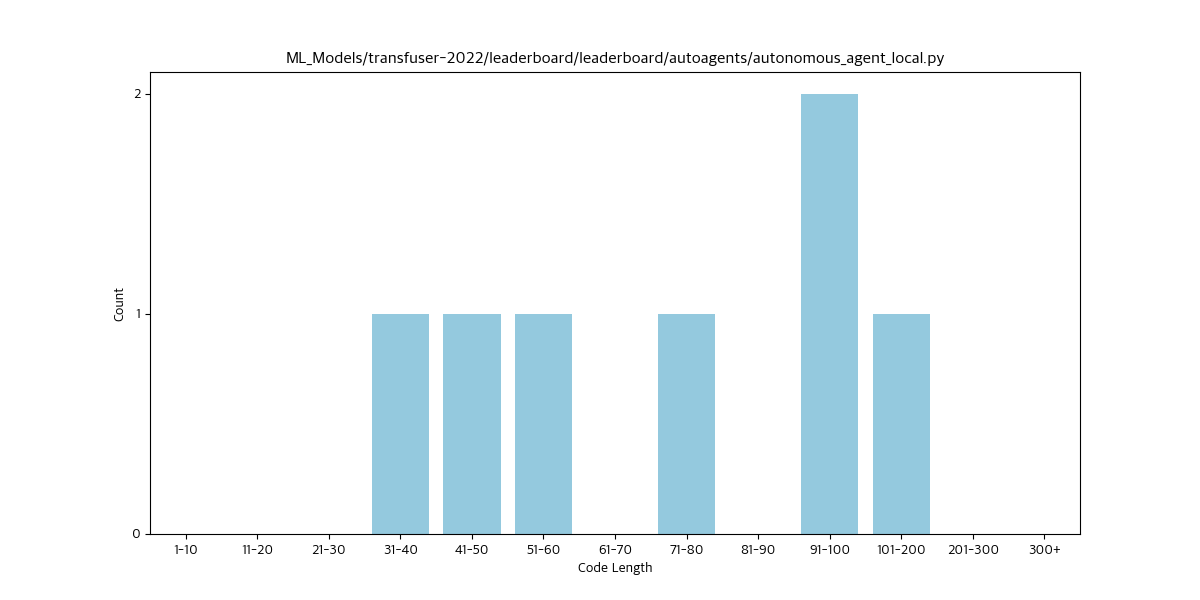 ML_Models/transfuser-2022/leaderboard/leaderboard/autoagents/autonomous_agent_local.py
2
1
0
Count
1-10 11-20 21-30 31-40 41-50 51-60 61-70 71-80 81-90 91-100 101-200 201-300 300+
Code Length